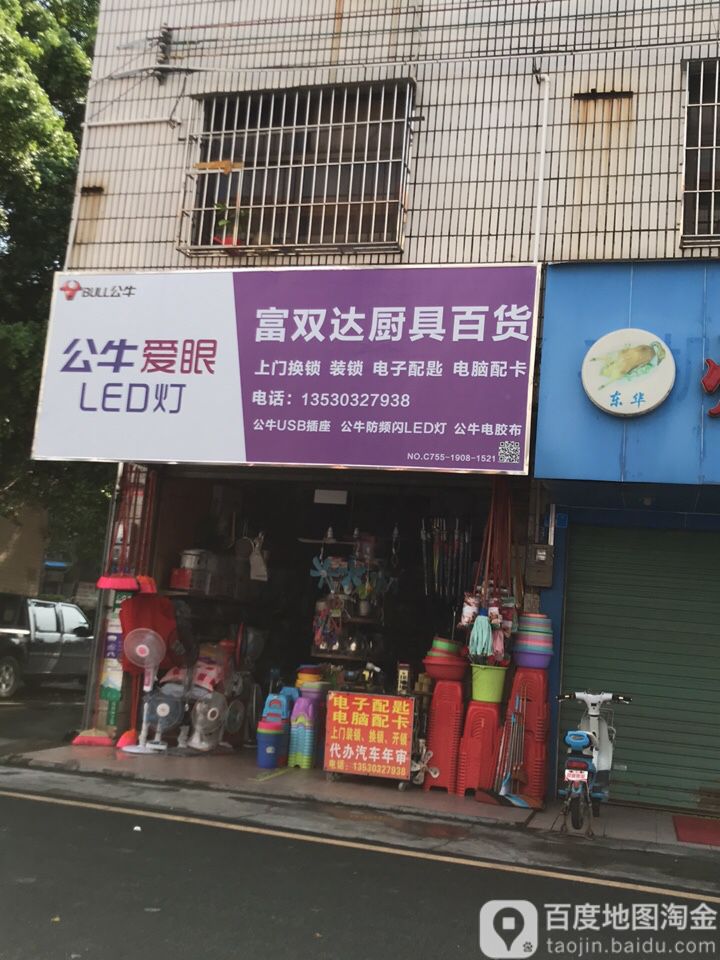 BULL公牛
公牛爱眼
LED灯
富双达厨具百货
上门换锁 装锁 电子配匙 电脑配卡
电话：13530327938
公牛USB插座 公牛防频闪LED灯 公牛电胶布
NO.C755-1908-1521
东华
电子配匙
电脑配卡
上门装锁、换锁、开锁
代办汽车年审
电话：13530327938
百度地图淘金
taojin.baidu.com